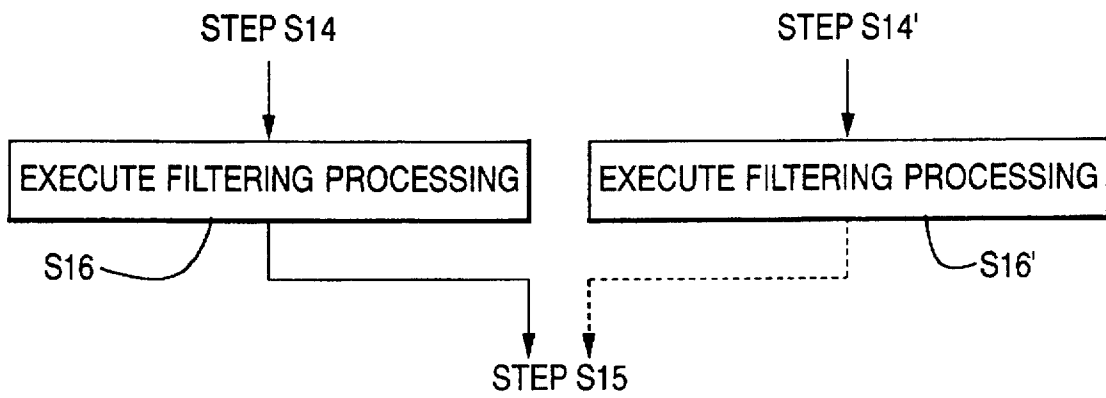 STEP S14
STEP S14'
EXECUTE FILTERING PROCESSING
EXECUTE FILTERING PROCESSING
S16
S16'
STEP S15